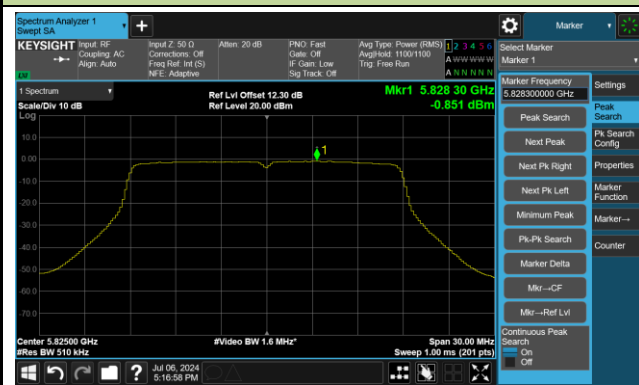 Spectrum Analyzer 1
Swept SA
+
Marker
KEYSIGHT
Input: RF
Coupling: AC
Align: Auto
Input Z: 50 Ω
Corrections: Off
Freq Ref: Int (S)
NFE: Adaptive
Atten: 20 dB
PNO: Fast
Gate: Off
IF Gain: Low
Sig Track: Off
Avg Type: Power (RMS)
Avg|Hold: 1100/1100
Trig: Free Run
1 2 3 4 5 6
A W W W W W
A N N N N N
Select Marker
Marker 1
LXI
1 Spectrum
Scale/Div 10 dB
Log
Ref Lvl Offset 12.30 dB
Ref Level 20.00 dBm
Mkr1 5.828 30 GHz
-0.851 dBm
10.0
0.00
-10.0
-20.0
-30.0
-40.0
-50.0
-60.0
-70.0
1
Center 5.82500 GHz
#Res BW 510 kHz
#Video BW 1.6 MHz*
Span 30.00 MHz
Sweep 1.00 ms (201 pts)
Marker Frequency
5.828300000 GHz
Peak Search
Next Peak
Next Pk Right
Next Pk Left
Minimum Peak
Pk-Pk Search
Marker Delta
Mkr→CF
Mkr→Ref Lvl
Continuous Peak
Search
On
Off
Settings
Peak
Search
Pk Search
Config
Properties
Marker
Function
Marker→
Counter
?
Jul 06, 2024
5:16:58 PM